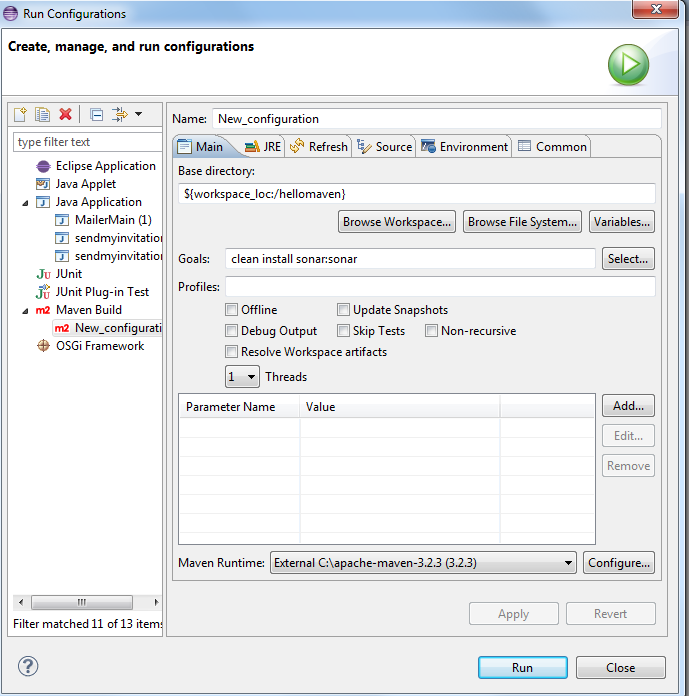 Run Configurations
Create, manage, and run configurations
type filter text
Eclipse Application
Java Applet
Java Application
MailerMain (1)
sendmyinvitation
sendmyinvitation
JUnit
JUnit Plug-in Test
Maven Build
New_configurati
OSGi Framework
Filter matched 11 of 13 items
Name: New_configuration
Main JRE Refresh Source Environment Common
Base directory:
${workspace_loc:/hellomaven}
Browse Workspace... Browse File System... Variables...
Goals: clean install sonar:sonar Select...
Profiles:
Offline Update Snapshots
Debug Output Skip Tests Non-recursive
Resolve Workspace artifacts
1 Threads
Parameter Name Value Add...
Edit...
Remove
Maven Runtime: External C:\apache-maven-3.2.3 (3.2.3) Configure...
Apply Revert
? Run Close